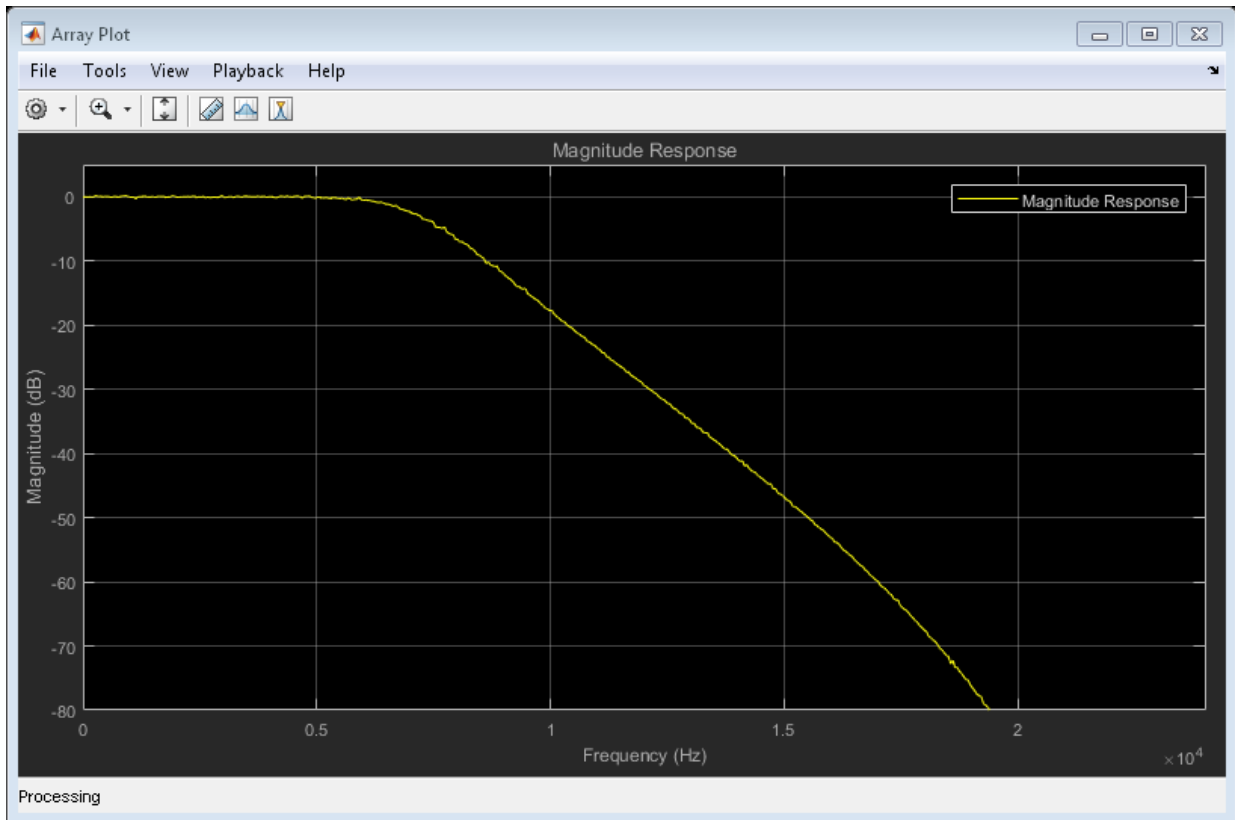 Array Plot
File Tools View Playback Help
Magnitude Response
Magnitude Response
0
-10
-20
-30
-40
-50
-60
-70
-80
Magnitude (dB)
0 0.5 1 1.5 2
Frequency (Hz)
×10⁴
Processing